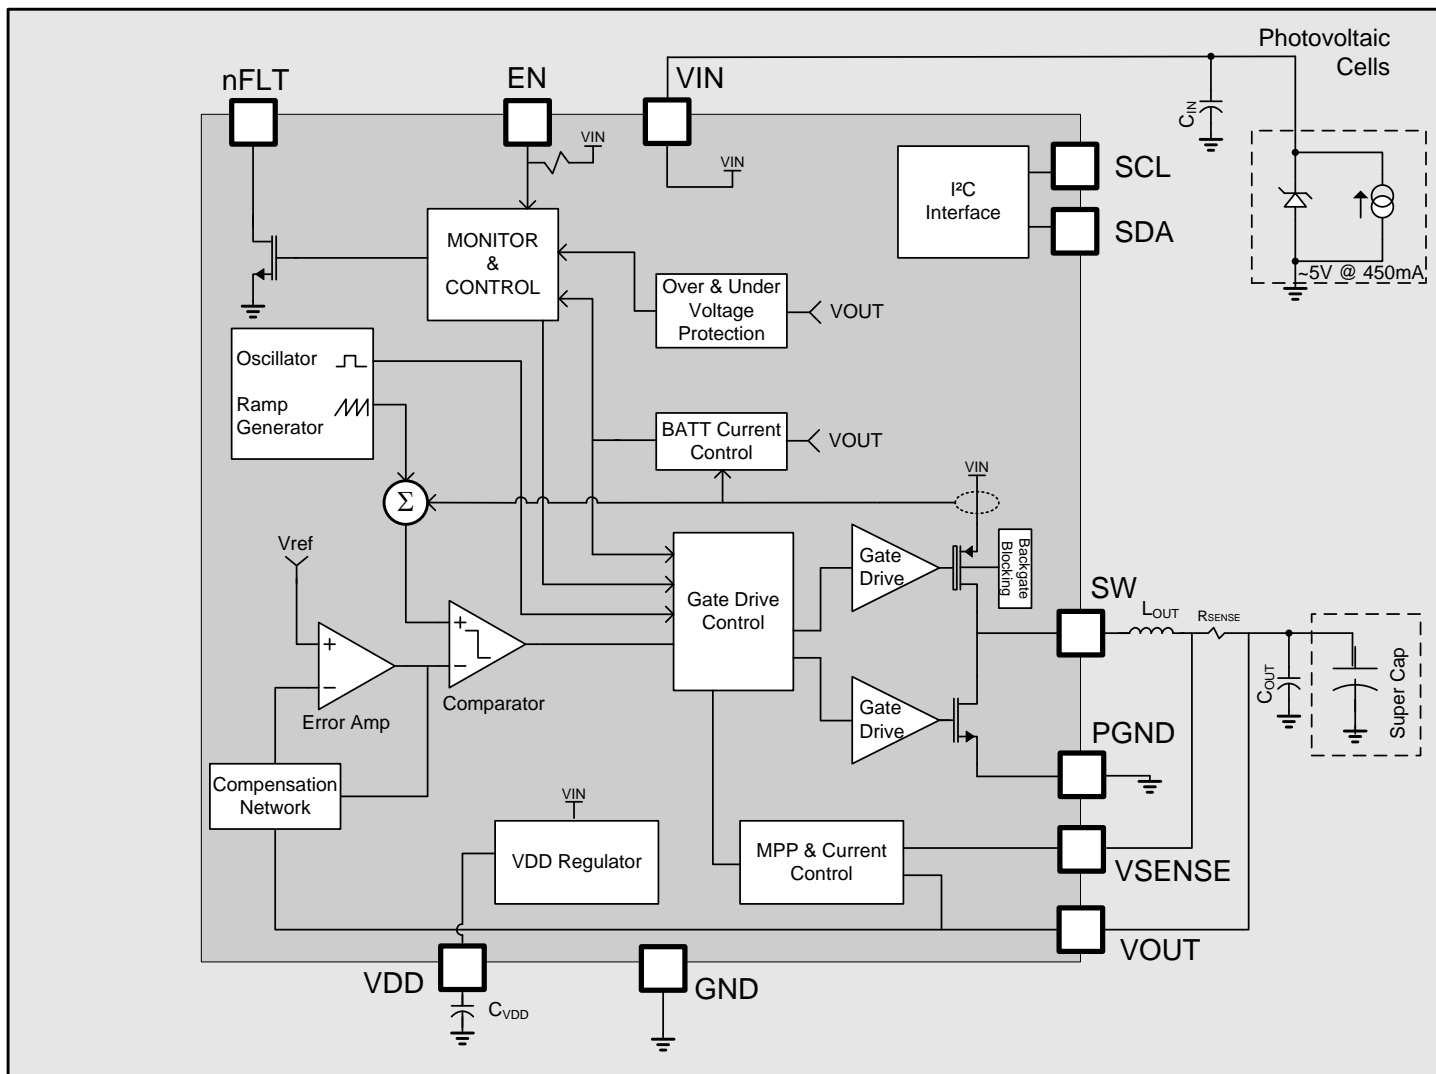 Photovoltaic
Cells
nFLT
EN
VIN
CIN
VIN
VIN
SCL
I²C
Interface
SDA
MONITOR
&
CONTROL
~5V @ 450mA
Over & Under
Voltage
Protection
VOUT
Oscillator
Ramp
Generator
BATT Current
Control
VOUT
VIN
Σ
Vref
Gate
Drive
Backgate
Blocking
SW
LOUT
RSENSE
Gate Drive
Control
+
−
+
−
Error Amp
Comparator
Gate
Drive
COUT
Super Cap
PGND
Compensation
Network
VIN
VDD Regulator
MPP & Current
Control
VSENSE
VOUT
VDD
GND
CVDD